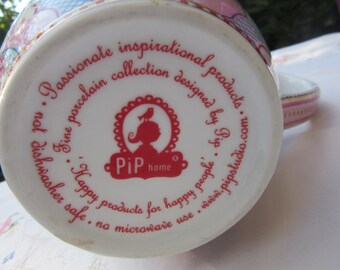 • Passionate inspirational products •
www.pipstudio.com
• no microwave use •
not dishwasher safe •
• Fine porcelain collection designed by Pip •
'Happy products for happy people'
PiP home